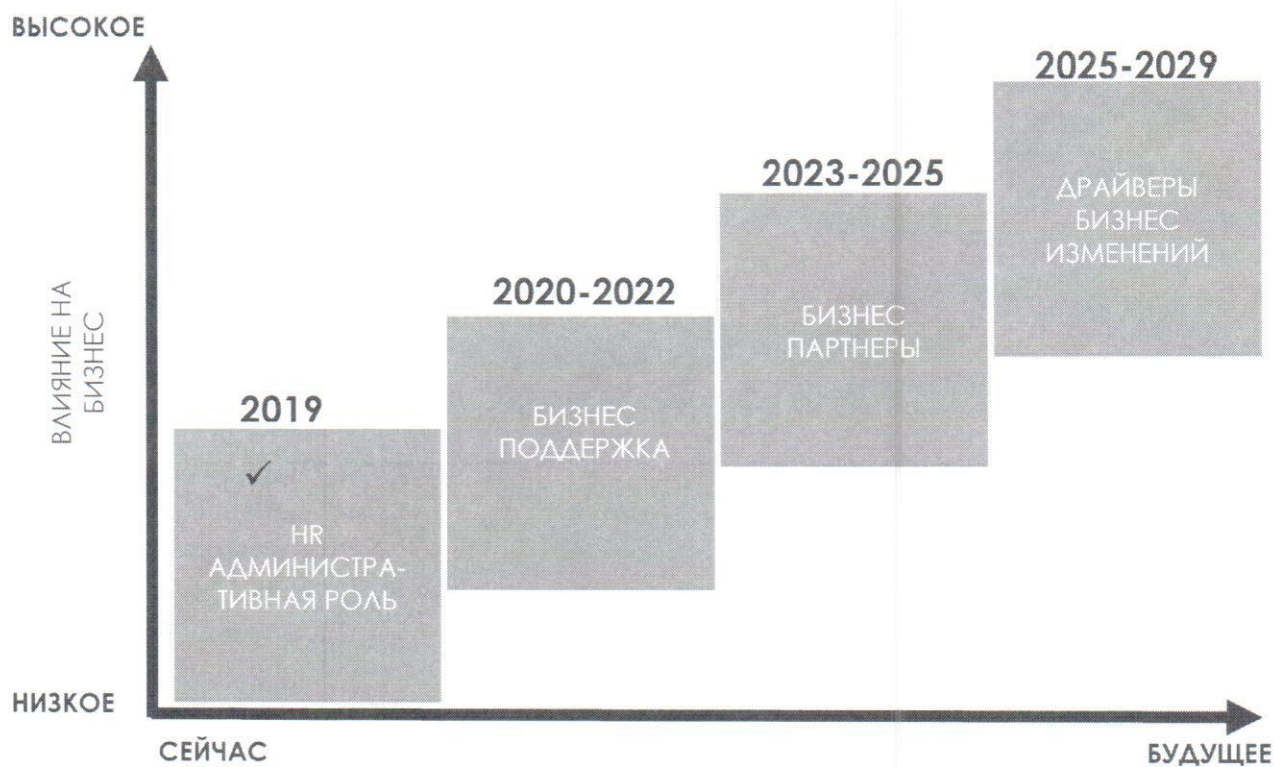 ВЫСОКОЕ
2025-2029
ДРАЙВЕРЫ
БИЗНЕС
ИЗМЕНЕНИЙ
2023-2025
БИЗНЕС
ПАРТНЕРЫ
2020-2022
БИЗНЕС
ПОДДЕРЖКА
2019
✓
HR
АДМИНИСТРА-
ТИВНАЯ РОЛЬ
ВЛИЯНИЕ НА
БИЗНЕС
НИЗКОЕ
СЕЙЧАС
БУДУЩЕЕ